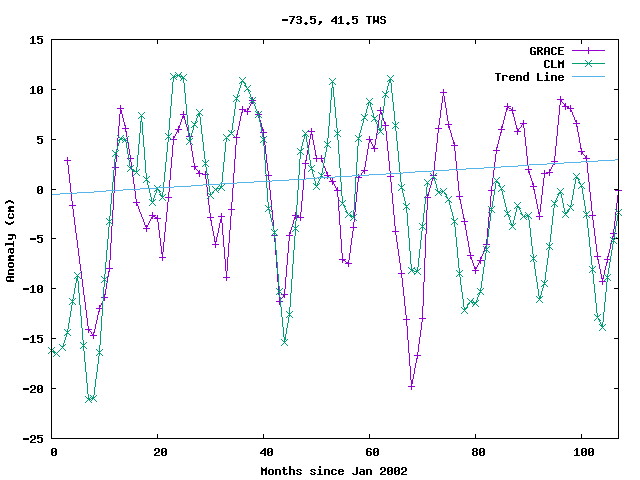 -73.5, 41.5 TWS
GRACE
CLM
Trend Line
15
10
5
0
-5
-10
-15
-20
-25
Anomaly (cm)
0 20 40 60 80 100
Months since Jan 2002